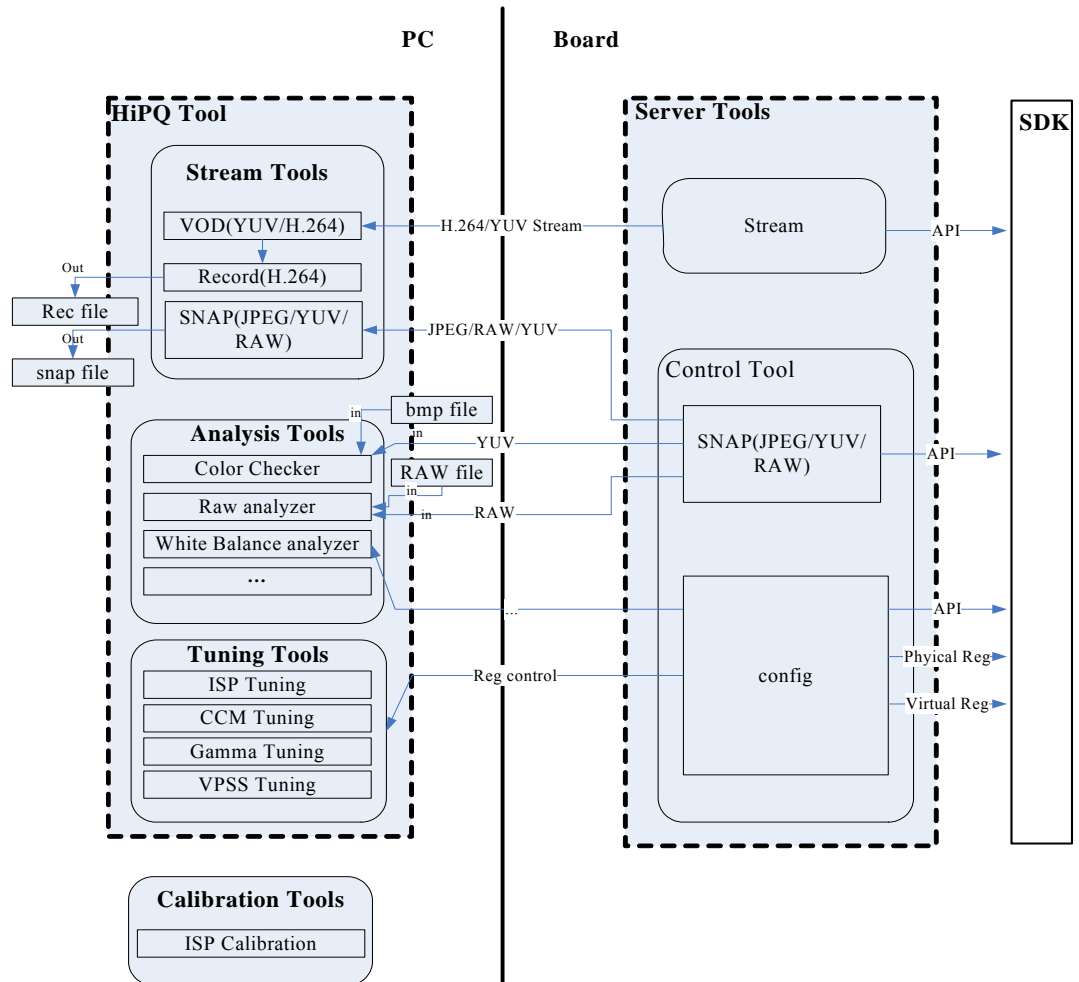 PC
Board
HiPQ Tool
Server Tools
SDK
Stream Tools
VOD(YUV/H.264)
H.264/YUV Stream
Stream
API
Out
Record(H.264)
Rec file
SNAP(JPEG/YUV/
RAW)
Out
JPEG/RAW/YUV
snap file
Control Tool
in
bmp file
Analysis Tools
in
YUV
SNAP(JPEG/YUV/
RAW)
API
Color Checker
RAW file
in
Raw analyzer
in
RAW
White Balance analyzer
...
...
API
Tuning Tools
Phyical Reg
ISP Tuning
Reg control
config
CCM Tuning
Virtual Reg
Gamma Tuning
VPSS Tuning
Calibration Tools
ISP Calibration